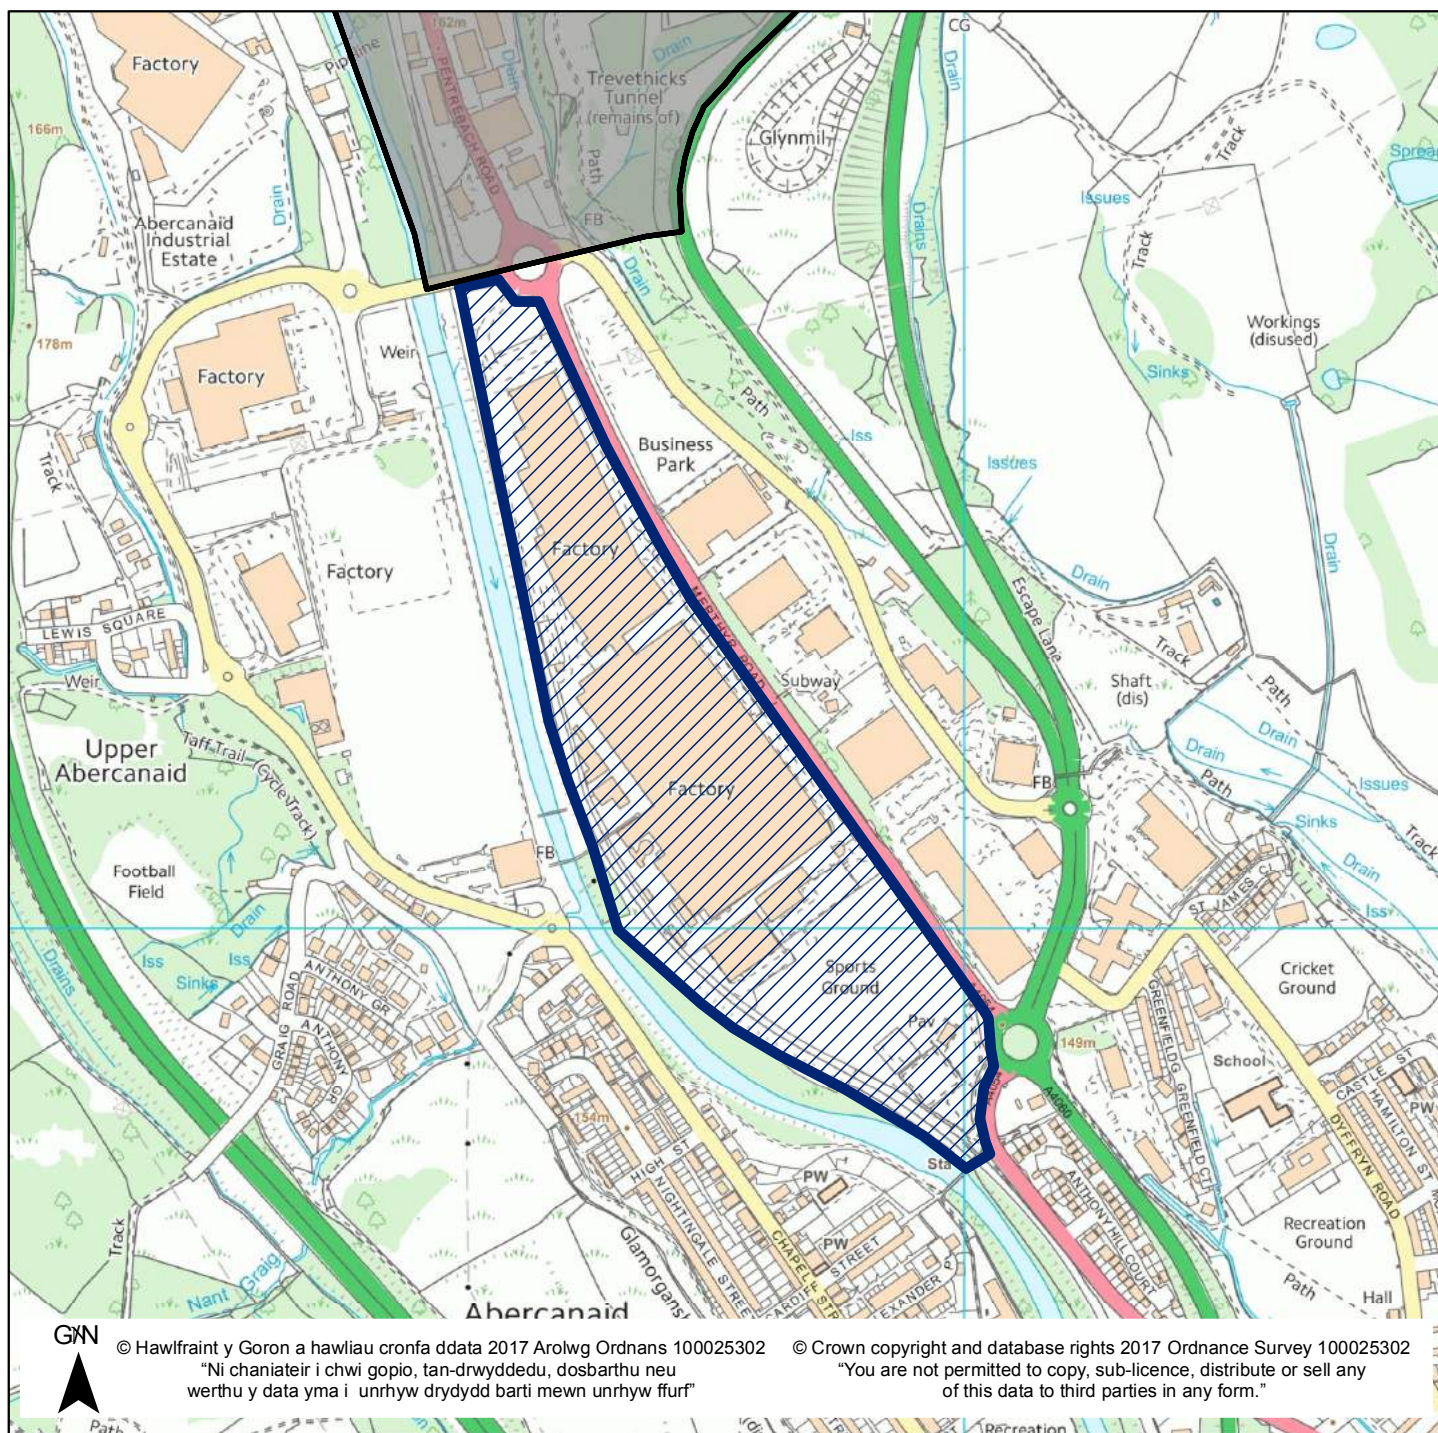 CG
Factory
Pipeline
162m
Drain
Drain
Drain
PENTREBACH ROAD
Trevethicks
Tunnel
(remains of)
Path
FB
Glynmil
Track
Spread
166m
Drain
Abercanaid
Industrial
Estate
Drains
Issues
Track
Drain
178m
Weir
Factory
Workings
(disused)
Sinks
Path
Business
Park
Iss
Issues
Track
Factory
Factory
Drain
Drain
MERTHYR ROAD
Escape Lane
LEWIS SQUARE
Weir
Track
Subway
Shaft
(dis)
Path
Upper
Abercanaid
Taff Trail (Cycle Track)
Drain
Drain
Factory
FB
Path
Issues
Sinks
Track
FB
Football
Field
Drain
Drain
ST JAMES CL
Iss
Iss
Iss
Sinks
Drains
ANTHONY GR
Sports
Ground
Cricket
Ground
GRAIG ROAD
ANTHONY GR
Pav
A4054
149m
GREENFIELD
GREENFIELD CT
School
CASTLE ST
HAMILTON ST
PW
A4054
A4060
154m
DYFFRYN ROAD
HIGH ST
Sta
PW
NIGHTINGALE STREET
ANTHONY HILL COURT
Recreation
Ground
Track
PW
STREET
CHAPEL STR
CARDIFF
EXANDER P
Glamorgans
Path
Nant Graig
Hall
Abercanaid
GN
© Hawlfraint y Goron a hawliau cronfa ddata 2017 Arolwg Ordnans 100025302
“Ni chaniateir i chwi gopio, tan-drwyddedu, dosbarthu neu
werthu y data yma i unrhyw drydydd barti mewn unrhyw ffurf”
© Crown copyright and database rights 2017 Ordnance Survey 100025302
“You are not permitted to copy, sub-licence, distribute or sell any
of this data to third parties in any form.”
Path
Recreation